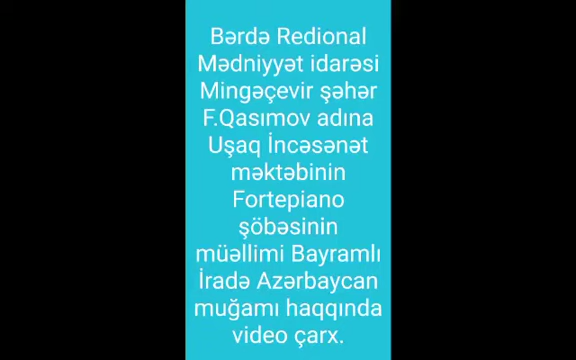 Bərdə Redional
Mədniyyət idarəsi
Mingəçevir şəhər
F.Qasımov adına
Uşaq İncəsənət
məktəbinin
Fortepiano
şöbəsinin
müəllimi Bayramlı
İradə Azərbaycan
muğamı haqqında
video çarx.